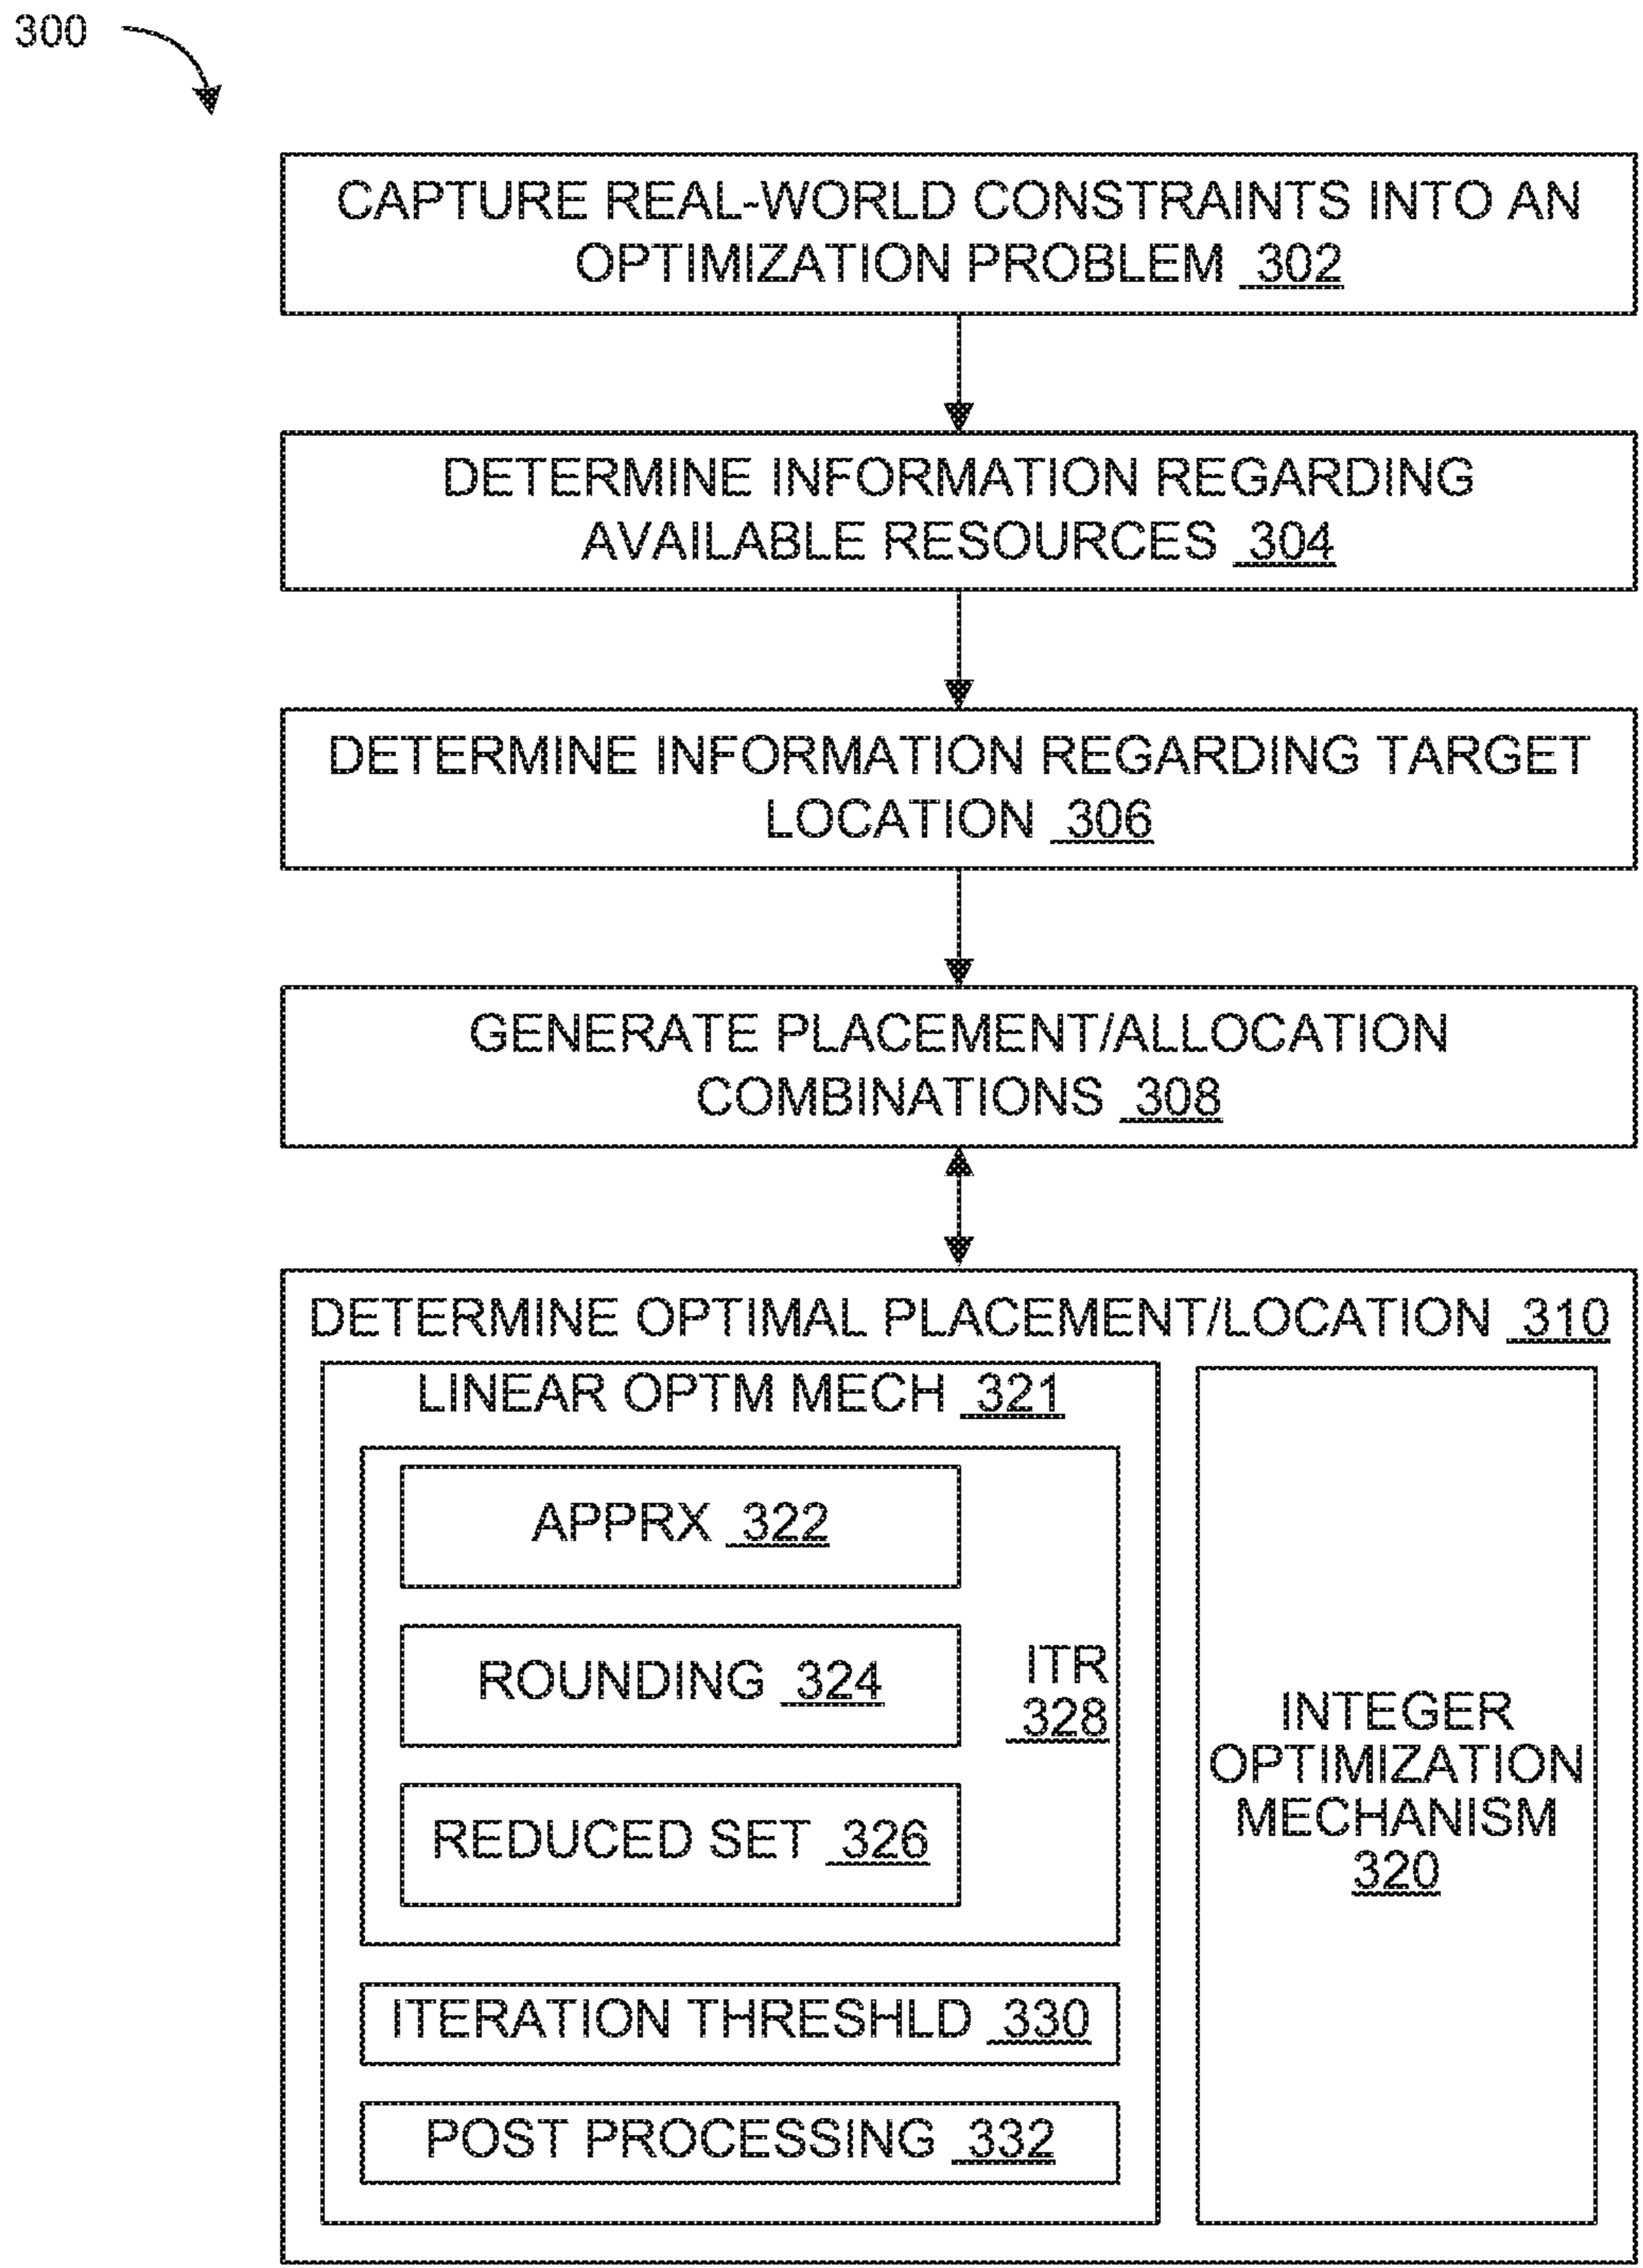 300
CAPTURE REAL-WORLD CONSTRAINTS INTO AN
OPTIMIZATION PROBLEM 302
DETERMINE INFORMATION REGARDING
AVAILABLE RESOURCES 304
DETERMINE INFORMATION REGARDING TARGET
LOCATION 306
GENERATE PLACEMENT/ALLOCATION
COMBINATIONS 308
DETERMINE OPTIMAL PLACEMENT/LOCATION 310
LINEAR OPTM MECH 321
APPRX 322
ROUNDING 324
REDUCED SET 326
ITR
328
ITERATION THRESHLD 330
POST PROCESSING 332
INTEGER
OPTIMIZATION
MECHANISM
320